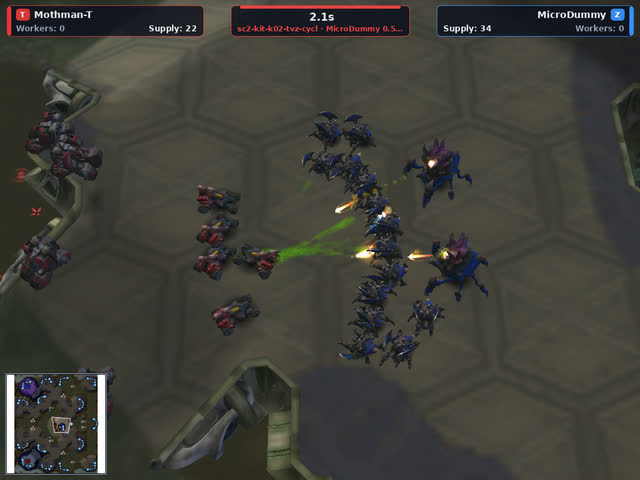 T Mothman-T
Workers: 0 Supply: 22
2.1s
sc2-kit-k02-tvz-cycl - MicroDummy 0.5...
MicroDummy Z
Supply: 34 Workers: 0